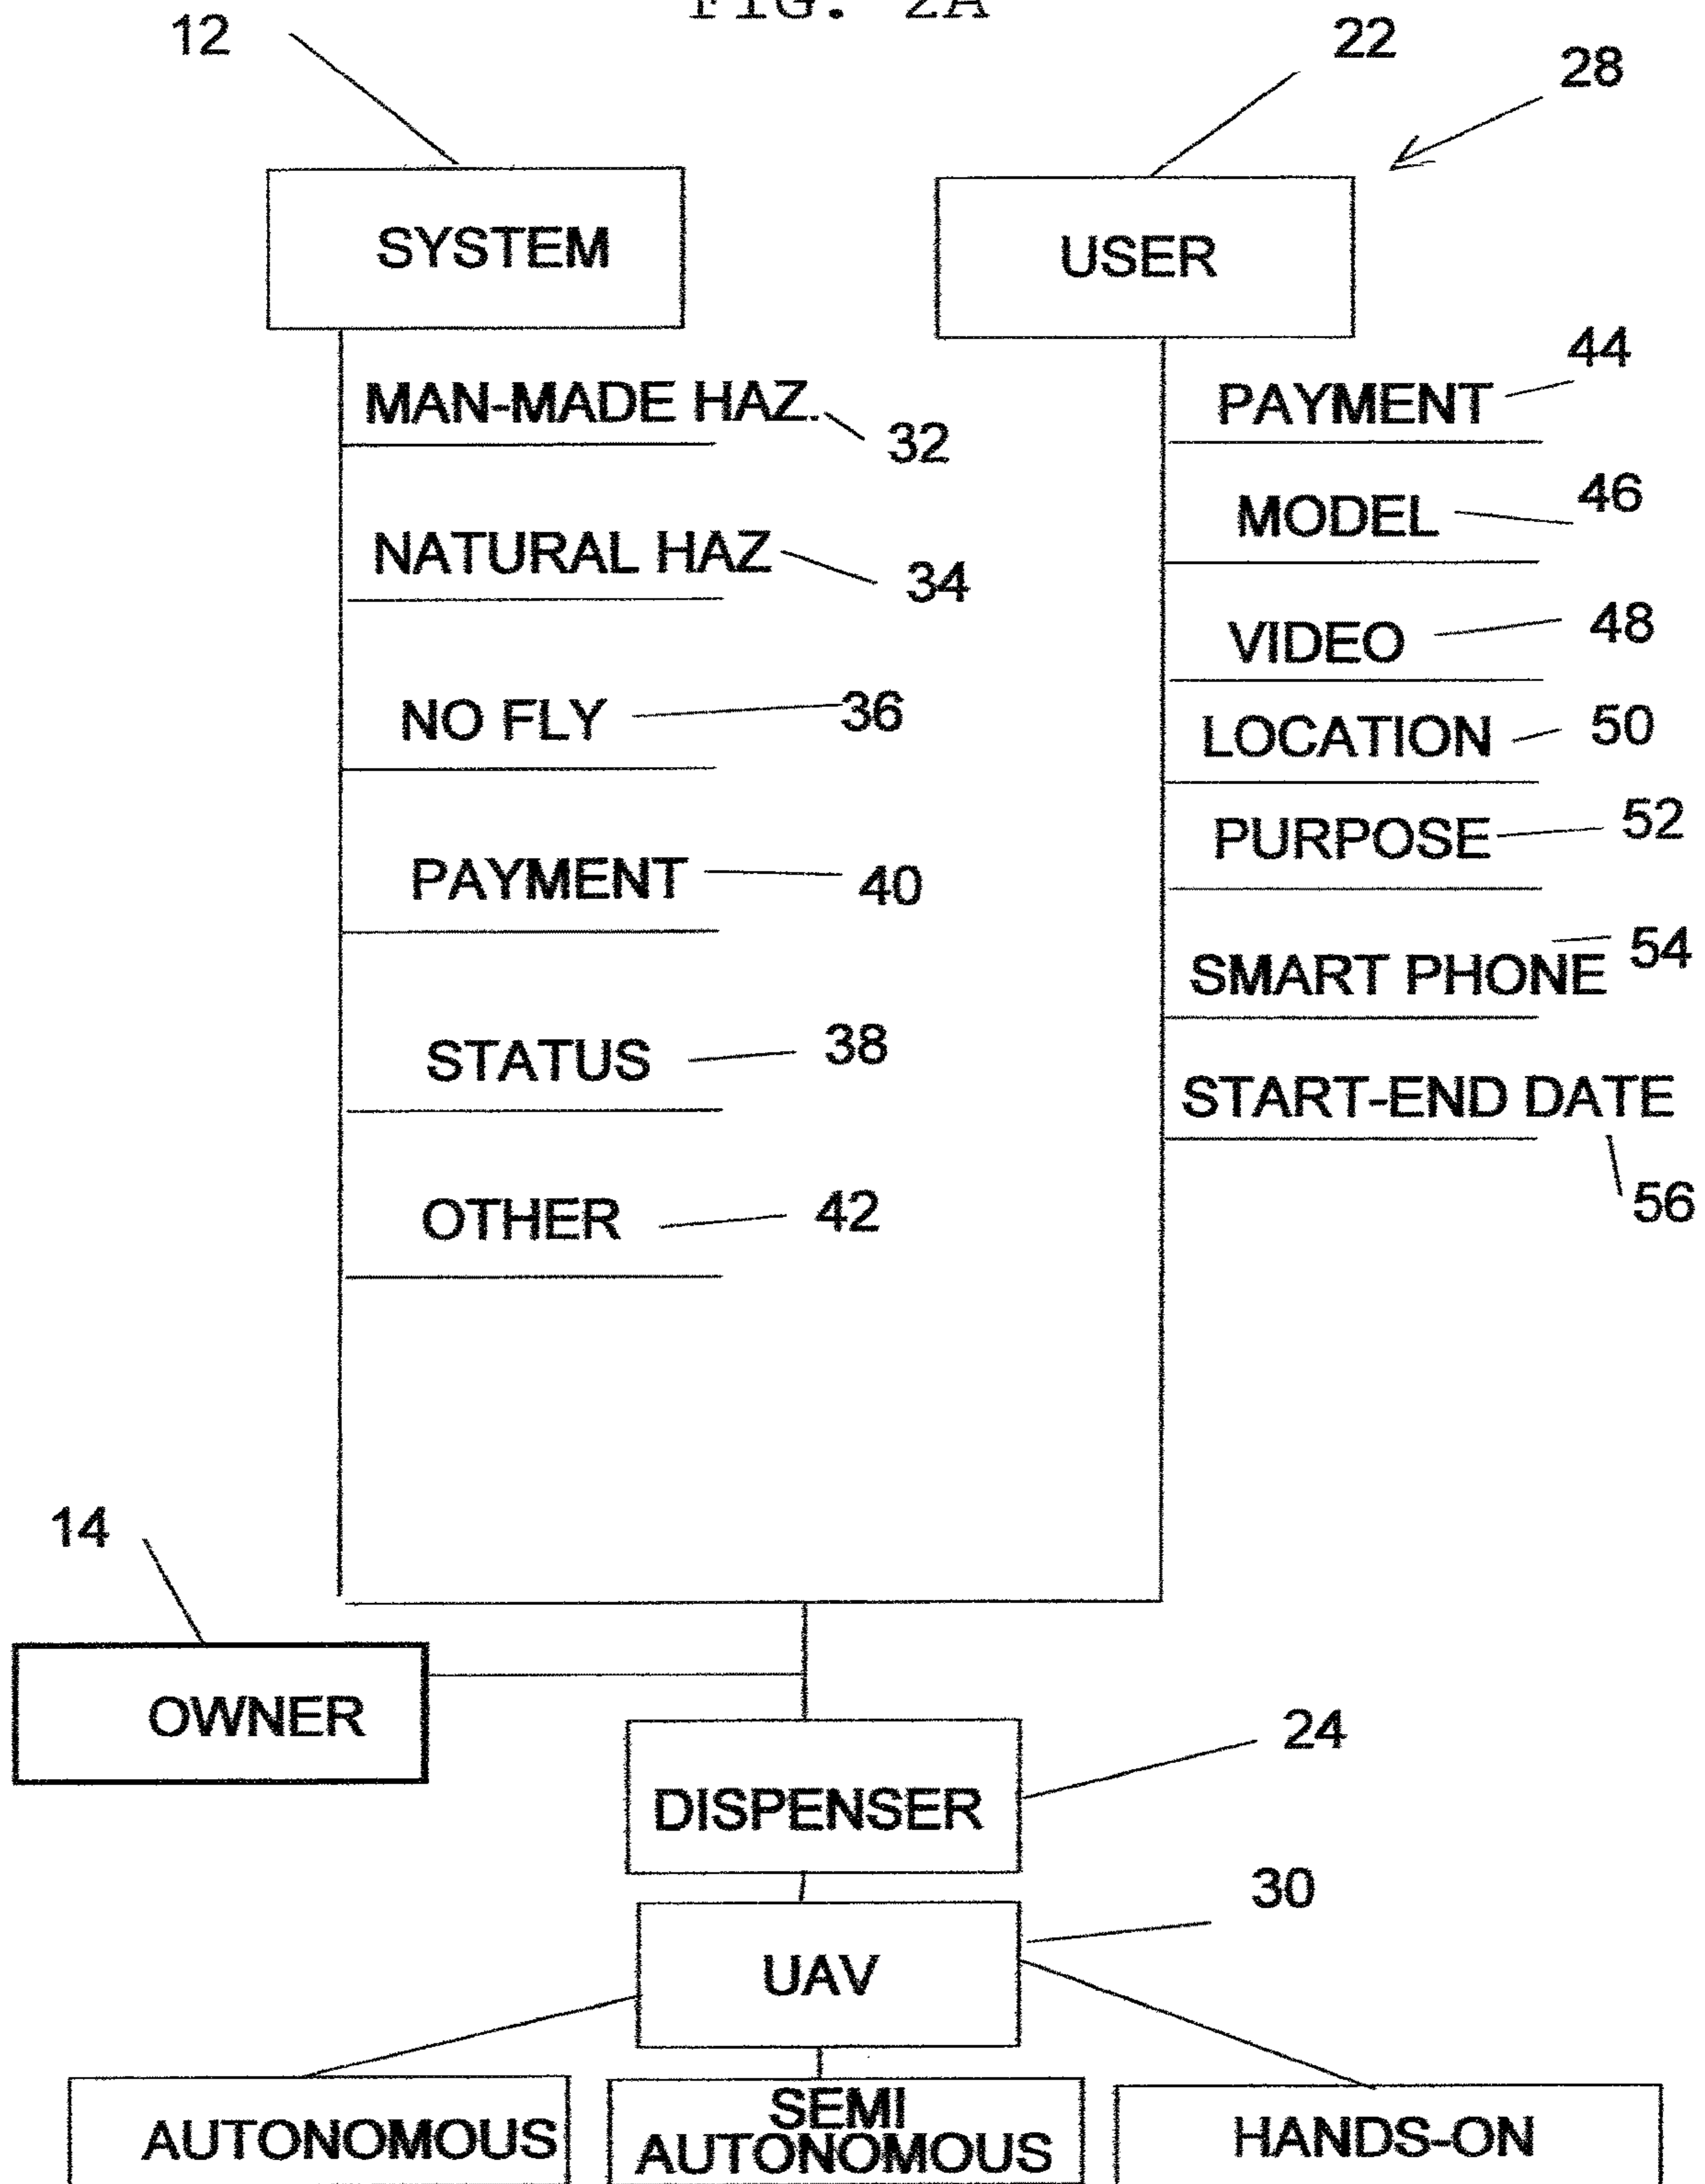 FIG. 2A
12
22
28
SYSTEM
USER
MAN-MADE HAZ.
32
NATURAL HAZ
34
NO FLY
36
PAYMENT
40
STATUS
38
OTHER
42
PAYMENT
44
MODEL
46
VIDEO
48
LOCATION
50
PURPOSE
52
SMART PHONE
54
START-END DATE
56
14
OWNER
DISPENSER
24
UAV
30
AUTONOMOUS
SEMI
AUTONOMOUS
HANDS-ON